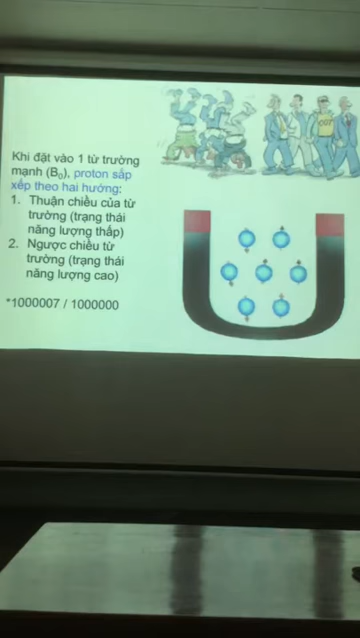 Khi đặt vào 1 từ trường
mạnh (B₀), proton sắp
xếp theo hai hướng:
1. Thuận chiều của từ
trường (trạng thái
năng lượng thấp)
2. Ngược chiều từ
trường (trạng thái
năng lượng cao)
*1000007 / 1000000